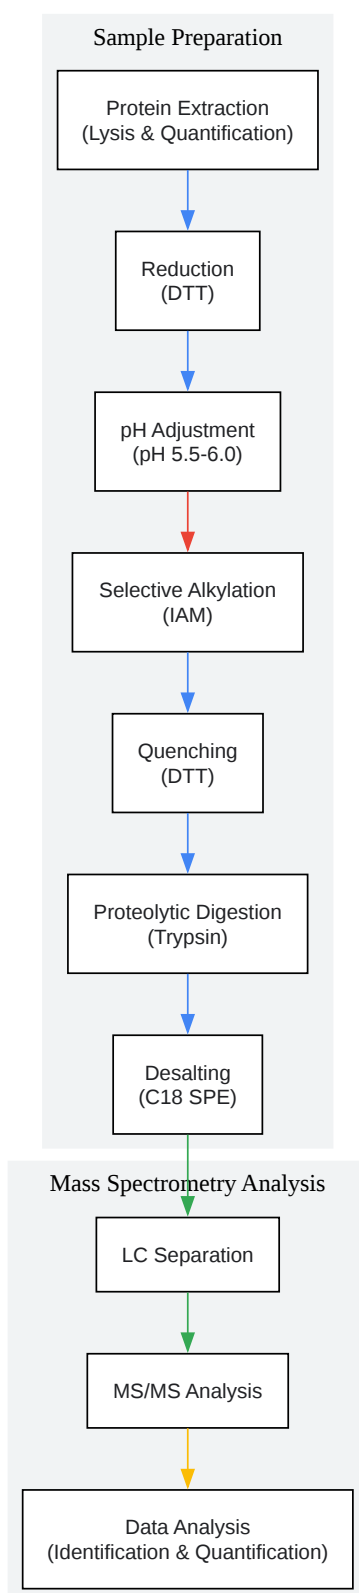 Sample Preparation
Protein Extraction
(Lysis & Quantification)
Reduction
(DTT)
pH Adjustment
(pH 5.5-6.0)
Selective Alkylation
(IAM)
Quenching
(DTT)
Proteolytic Digestion
(Trypsin)
Desalting
(C18 SPE)
Mass Spectrometry Analysis
LC Separation
MS/MS Analysis
Data Analysis
(Identification & Quantification)